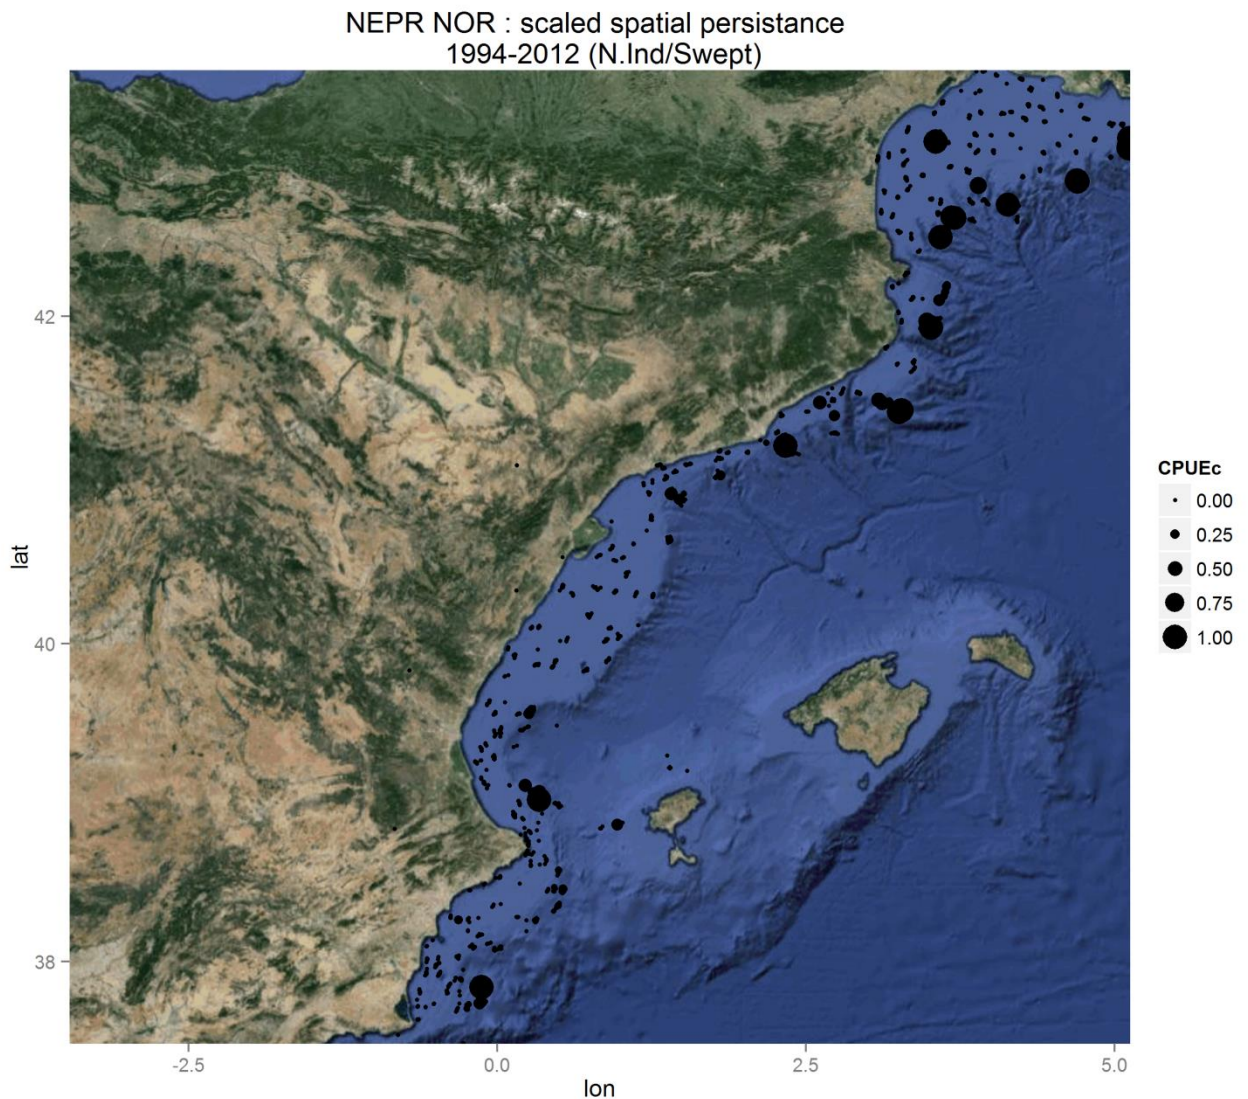 NEPR NOR : scaled spatial persistance
1994-2012 (N.Ind/Swept)
lat
42
40
38
-2.5
0.0
2.5
5.0
lon
CPUEc
0.00
0.25
0.50
0.75
1.00